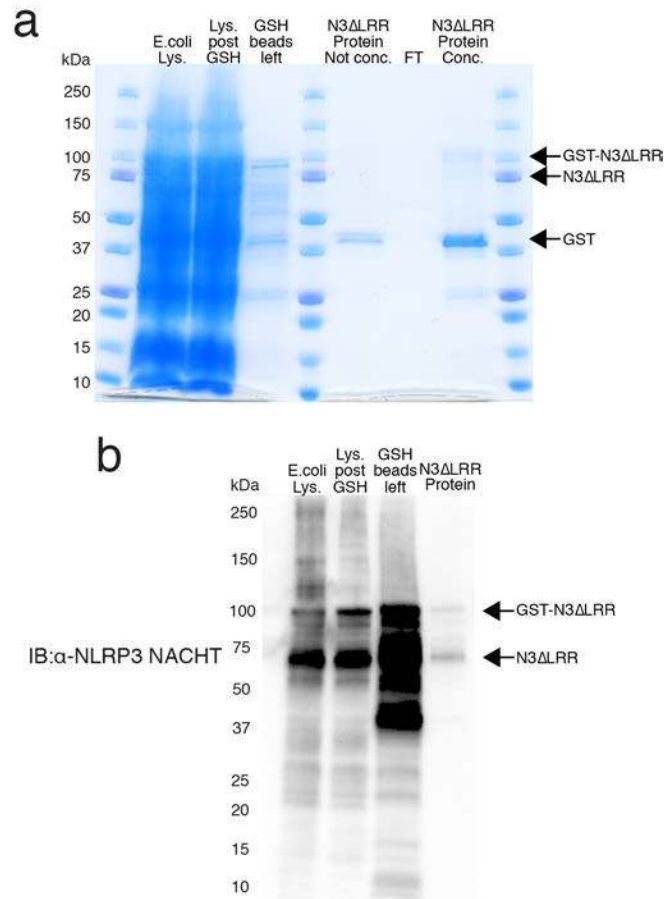 a
kDa
E.coli
Lys.
Lys.
post
GSH
GSH
beads
left
N3ΔLRR
Protein
Not conc.
FT
N3ΔLRR
Protein
Conc.
250
150
100
75
50
37
25
20
15
10
GST-N3ΔLRR
N3ΔLRR
GST
b
kDa
E.coli
Lys.
Lys.
post
GSH
GSH
beads
left
N3ΔLRR
Protein
250
150
100
75
50
37
25
20
15
10
IB:α-NLRP3 NACHT
GST-N3ΔLRR
N3ΔLRR